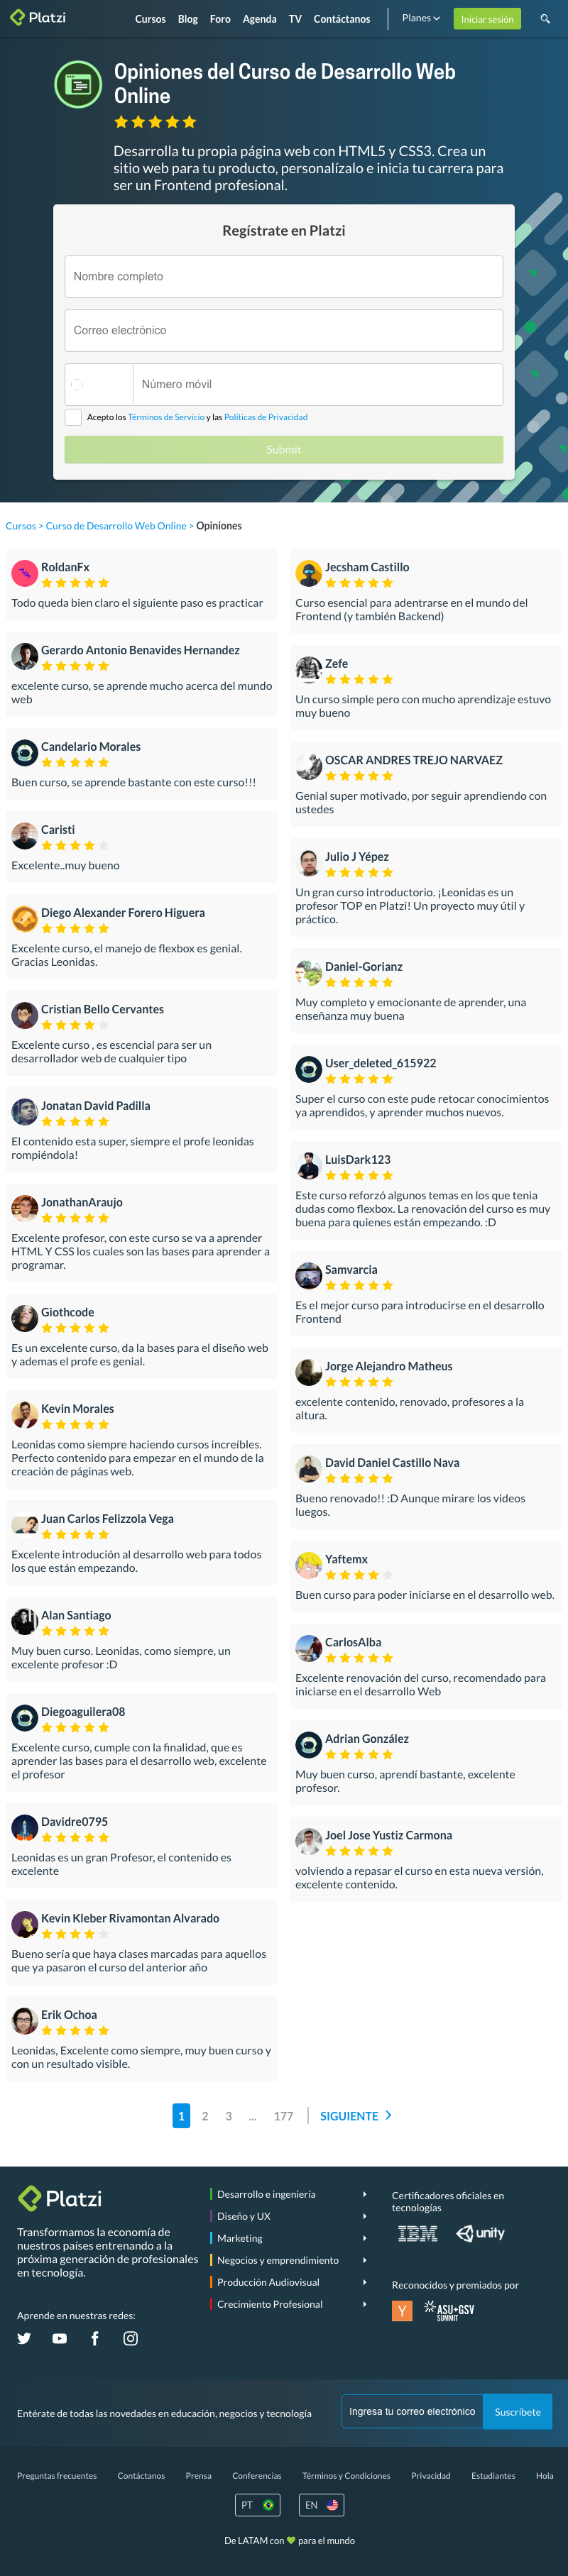 Platzi
Cursos Blog Foro Agenda TV Contáctanos Planes Iniciar sesión
Opiniones del Curso de Desarrollo Web
Online
Desarrolla tu propia página web con HTML5 y CSS3. Crea un
sitio web para tu producto, personalízalo e inicia tu carrera para
ser un Frontend profesional.
Regístrate en Platzi
Nombre completo
Correo electrónico
Número móvil
Acepto los Términos de Servicio y las Políticas de Privacidad
Submit
Cursos > Curso de Desarrollo Web Online > Opiniones
RoldanFx
Todo queda bien claro el siguiente paso es practicar
Gerardo Antonio Benavides Hernandez
excelente curso, se aprende mucho acerca del mundo
web
Candelario Morales
Buen curso, se aprende bastante con este curso!!!
Caristi
Excelente..muy bueno
Diego Alexander Forero Higuera
Excelente curso, el manejo de flexbox es genial.
Gracias Leonidas.
Cristian Bello Cervantes
Excelente curso , es escencial para ser un
desarrollador web de cualquier tipo
Jonatan David Padilla
El contenido esta super, siempre el profe leonidas
rompiéndola!
JonathanAraujo
Excelente profesor, con este curso se va a aprender
HTML Y CSS los cuales son las bases para aprender a
programar.
Giothcode
Es un excelente curso, da la bases para el diseño web
y ademas el profe es genial.
Kevin Morales
Leonidas como siempre haciendo cursos increíbles.
Perfecto contenido para empezar en el mundo de la
creación de páginas web.
Juan Carlos Felizzola Vega
Excelente introdución al desarrollo web para todos
los que están empezando.
Alan Santiago
Muy buen curso. Leonidas, como siempre, un
excelente profesor :D
Diegoaguilera08
Excelente curso, cumple con la finalidad, que es
aprender las bases para el desarrollo web, excelente
el profesor
Davidre0795
Leonidas es un gran Profesor, el contenido es
excelente
Kevin Kleber Rivamontan Alvarado
Bueno sería que haya clases marcadas para aquellos
que ya pasaron el curso del anterior año
Erik Ochoa
Leonidas, Excelente como siempre, muy buen curso y
con un resultado visible.
Jecsham Castillo
Curso esencial para adentrarse en el mundo del
Frontend (y también Backend)
Zefe
Un curso simple pero con mucho aprendizaje estuvo
muy bueno
OSCAR ANDRES TREJO NARVAEZ
Genial super motivado, por seguir aprendiendo con
ustedes
Julio J Yépez
Un gran curso introductorio. ¡Leonidas es un
profesor TOP en Platzi! Un proyecto muy útil y
práctico.
Daniel-Gorianz
Muy completo y emocionante de aprender, una
enseñanza muy buena
User_deleted_615922
Super el curso con este pude retocar conocimientos
ya aprendidos, y aprender muchos nuevos.
LuisDark123
Este curso reforzó algunos temas en los que tenia
dudas como flexbox. La renovación del curso es muy
buena para quienes están empezando. :D
Samvarcia
Es el mejor curso para introducirse en el desarrollo
Frontend
Jorge Alejandro Matheus
excelente contenido, renovado, profesores a la
altura.
David Daniel Castillo Nava
Bueno renovado!! :D Aunque mirare los videos
luegos.
Yaftemx
Buen curso para poder iniciarse en el desarrollo web.
CarlosAlba
Excelente renovación del curso, recomendado para
iniciarse en el desarrollo Web
Adrian González
Muy buen curso, aprendí bastante, excelente
profesor.
Joel Jose Yustiz Carmona
volviendo a repasar el curso en esta nueva versión,
excelente contenido.
1 2 3 ... 177 SIGUIENTE
Platzi
Transformamos la economía de
nuestros países entrenando a la
próxima generación de profesionales
en tecnología.
Aprende en nuestras redes:
Desarrollo e ingeniería
Diseño y UX
Marketing
Negocios y emprendimiento
Producción Audiovisual
Crecimiento Profesional
Certificadores oficiales en
tecnologías
IBM unity
Reconocidos y premiados por
Y ASU+GSV
SUMMIT
Entérate de todas las novedades en educación, negocios y tecnología
Ingresa tu correo electrónico Suscríbete
Preguntas frecuentes Contáctanos Prensa Conferencias Términos y Condiciones Privacidad Estudiantes Hola
PT EN
De LATAM con 💚 para el mundo